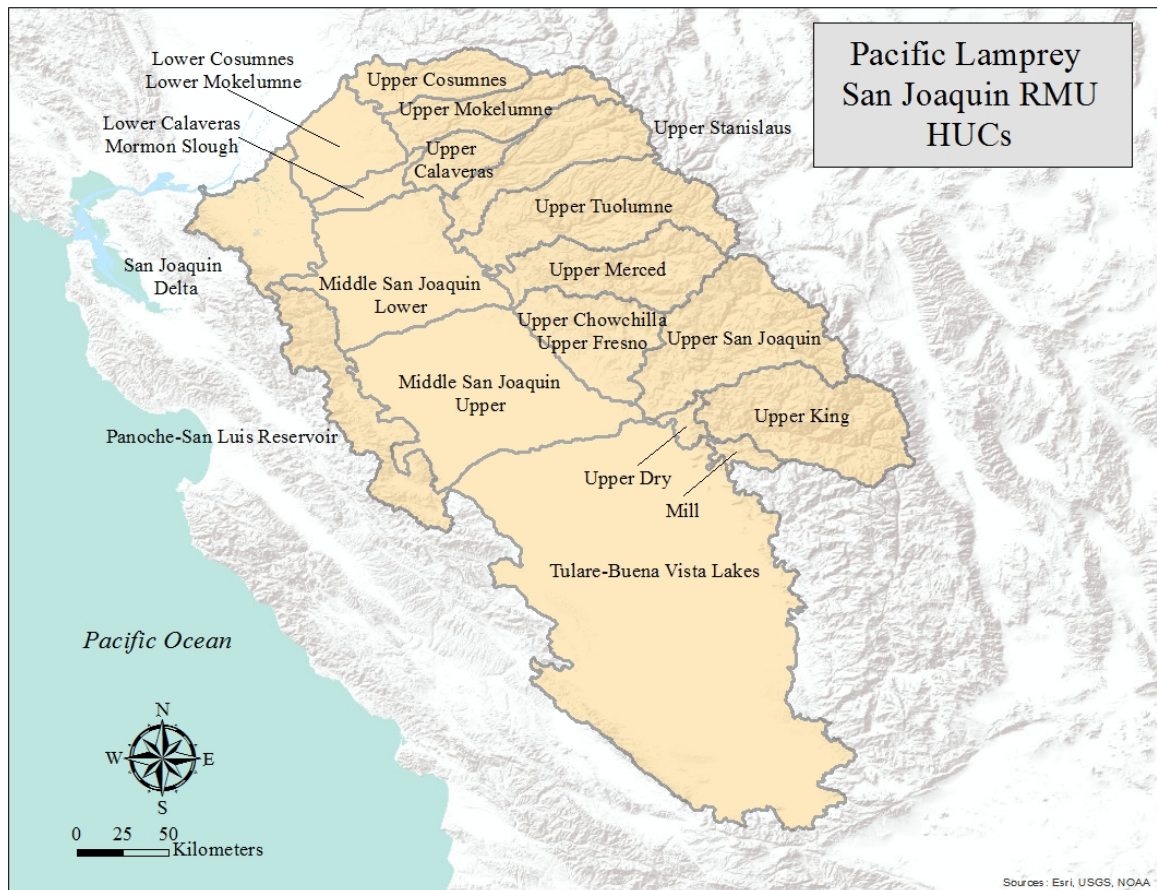 Pacific Lamprey
San Joaquin RMU
HUCs
Lower Cosumnes
Lower Mokelumne
Upper Cosumnes
Upper Mokelumne
Upper Stanislaus
Lower Calaveras
Mormon Slough
Upper
Calaveras
Upper Tuolumne
San Joaquin
Delta
Middle San Joaquin
Lower
Upper Merced
Upper Chowchilla
Upper Fresno
Upper San Joaquin
Middle San Joaquin
Upper
Upper King
Panoche-San Luis Reservoir
Upper Dry
Mill
Tulare-Buena Vista Lakes
Pacific Ocean
N
W
E
S
0 25 50
Kilometers
Sources: Esri, USGS, NOAA